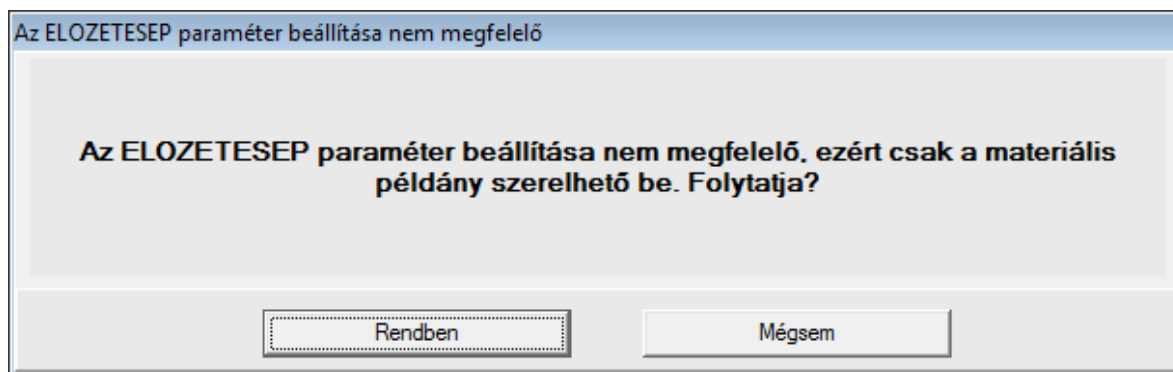 Az ELOZETESEP paraméter beállítása nem megfelelő
Az ELOZETESEP paraméter beállítása nem megfelelő, ezért csak a materiális
példány szerelhető be. Folytatja?
Rendben
Mégsem